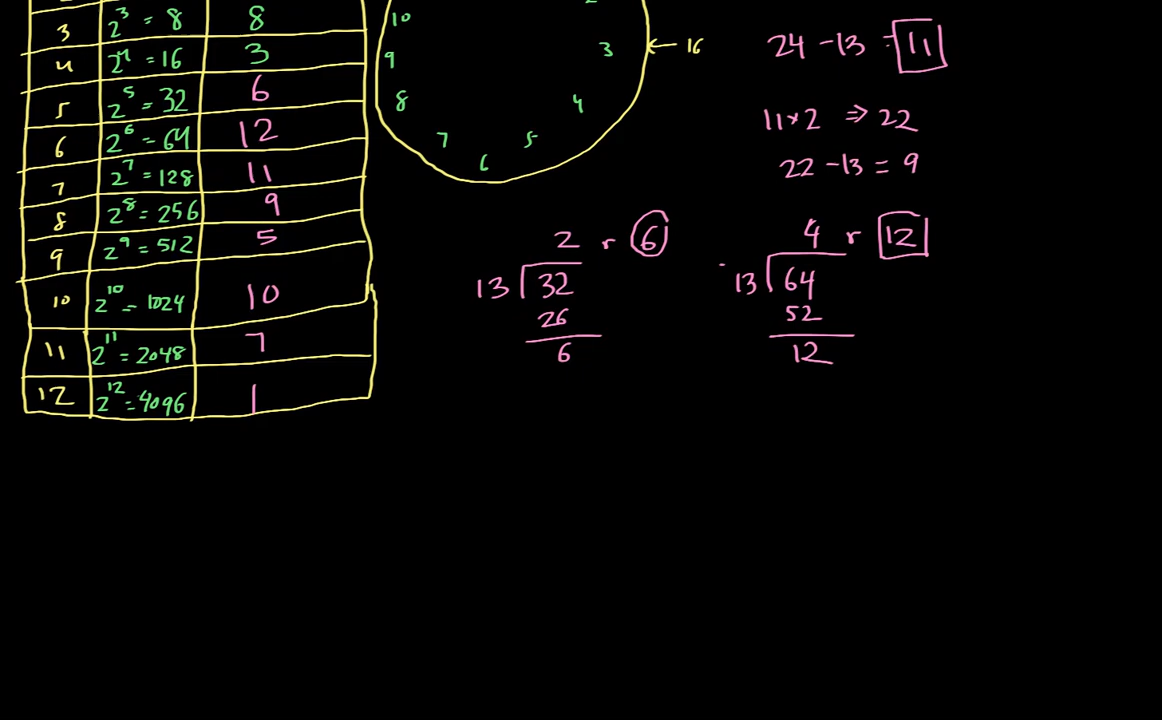 3 2^3 = 8 8
4 2^4 = 16 3
5 2^5 = 32 6
6 2^6 = 64 12
7 2^7 = 128 11
8 2^8 = 256 9
9 2^9 = 512 5
10 2^10 = 1024 10
11 2^11 = 2048 7
12 2^12 = 4096 1
10
9
8
7
6
5
4
3
← 16
24 - 13 = 11
11 × 2 ⇒ 22
22 - 13 = 9
2 r 6
13 32
26
6
4 r 12
13 64
52
12